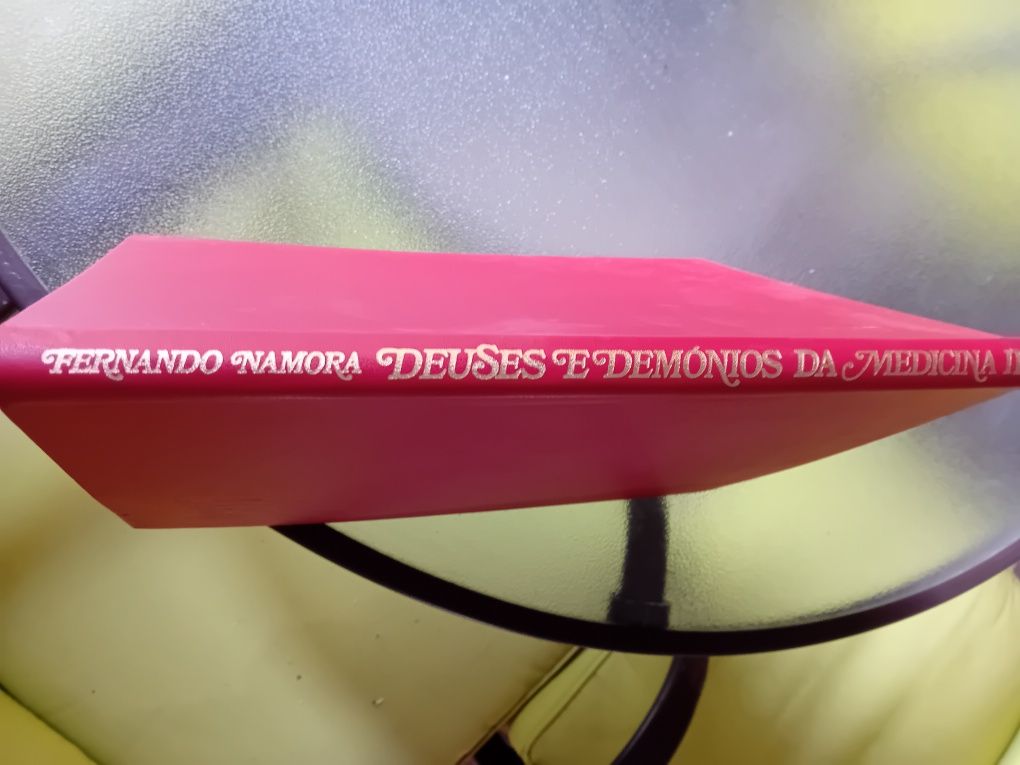 FERNANDO NAMORA DEUSES E DEMÓNIOS DA MEDICINA